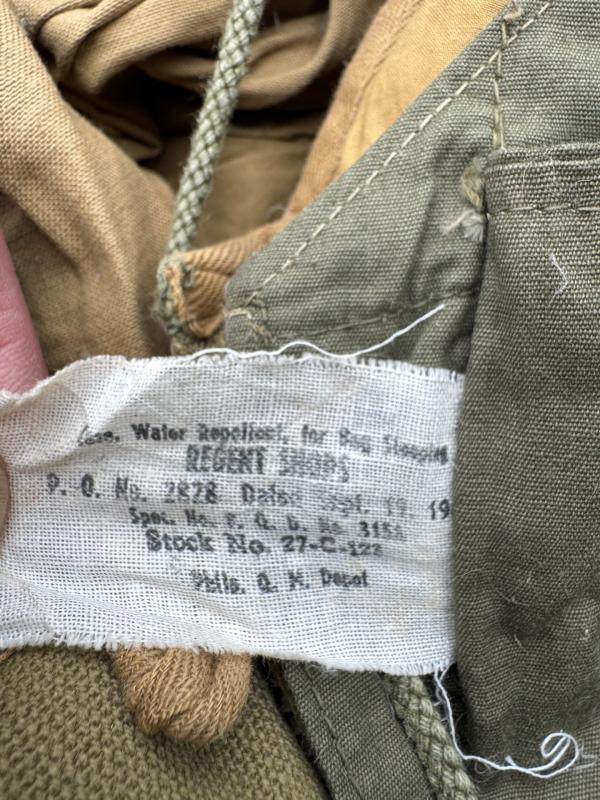 Case, Water Repellent, for Bag Sleeping
REGENT SHOPS
P. O. No. 2828 Dated Sept. 19, 19
Spec. No. P. Q. D. No. 315A
Stock No. 27-C-122
Phila. Q. M. Depot